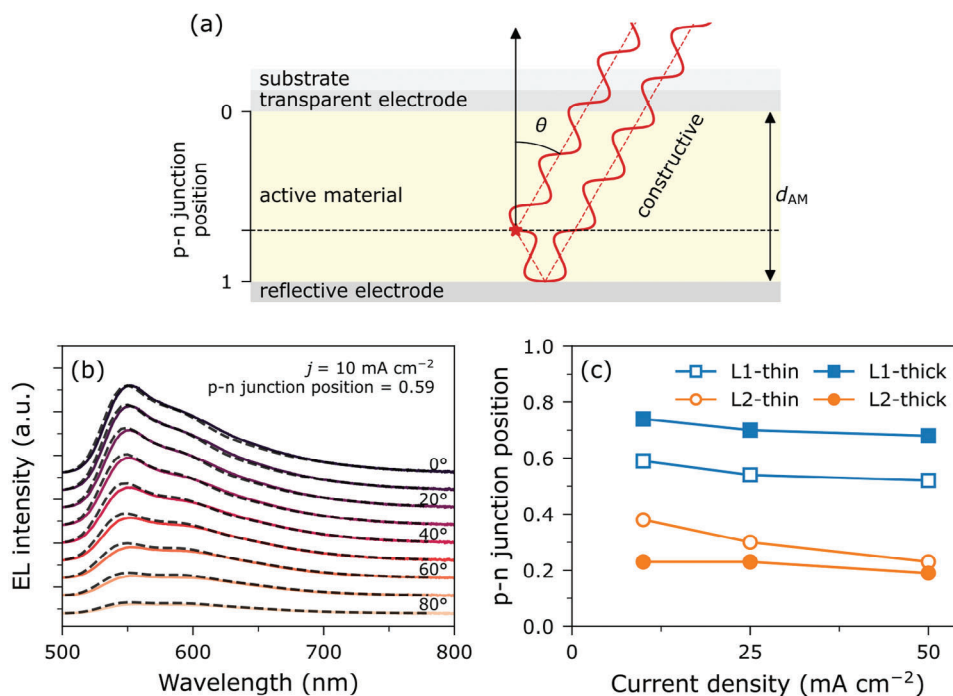 (a)
substrate
transparent electrode
0
θ
constructive
active material
d_AM
p-n junction
position
1
reflective electrode
(b)
j = 10 mA cm⁻²
p-n junction position = 0.59
0°
20°
40°
60°
80°
EL intensity (a.u.)
500 600 700 800
Wavelength (nm)
(c)
L1-thin L1-thick
L2-thin L2-thick
1.0
0.8
0.6
0.4
0.2
0.0
p-n junction position
0 25 50
Current density (mA cm⁻²)